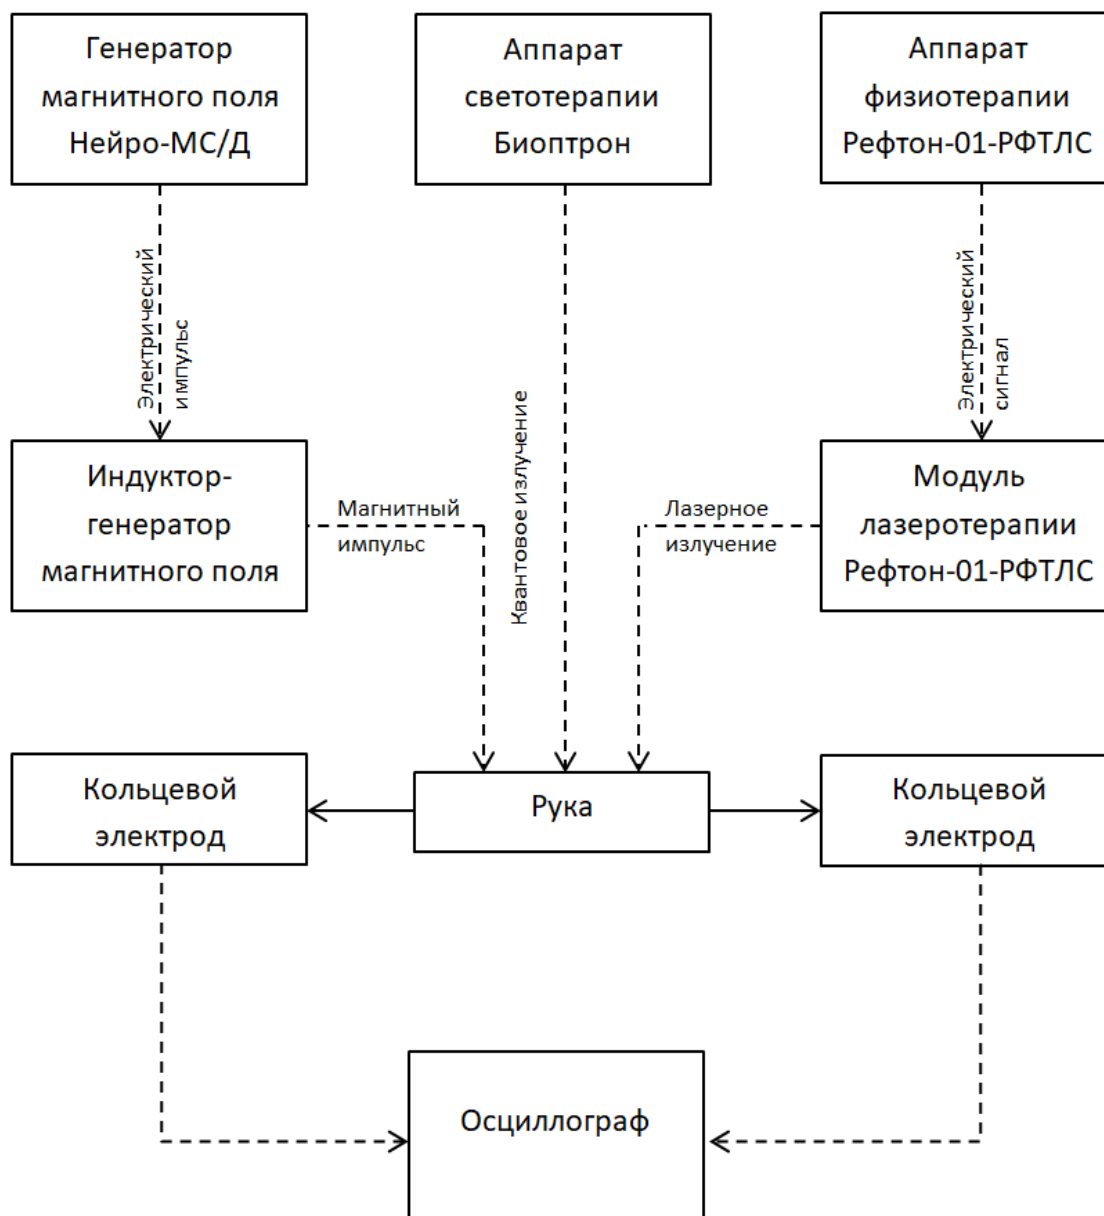 Генератор
магнитного поля
Нейро-МС/Д
Аппарат
светотерапии
Биоптрон
Аппарат
физиотерапии
Рефтон-01-РФТЛС
Электрический
импульс
Квантовое излучение
Электрический
сигнал
Индуктор-
генератор
магнитного поля
Магнитный
импульс
Лазерное
излучение
Модуль
лазеротерапии
Рефтон-01-РФТЛС
Кольцевой
электрод
Рука
Кольцевой
электрод
Осциллограф